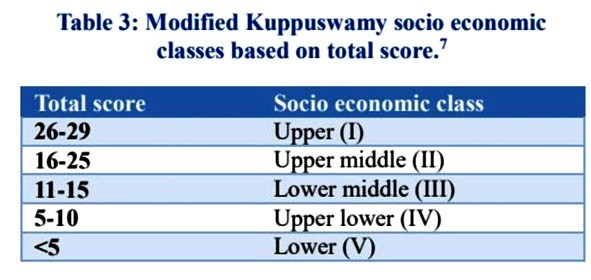 Table 3: Modified Kuppuswamy socio economic
classes based on total score.7
Total score Socio economic class
26-29 Upper (I)
16-25 Upper middle (II)
11-15 Lower middle (III)
5-10 Upper lower (IV)
<5 Lower (V)